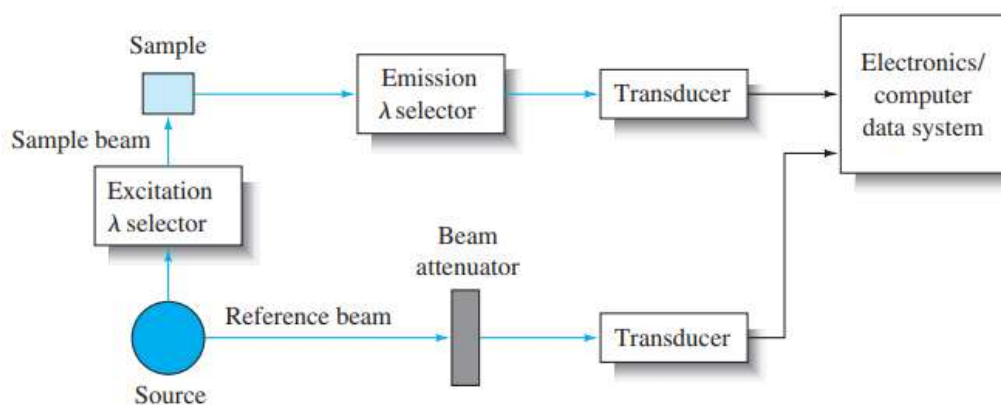 Sample
Emission
λ selector
Transducer
Electronics/
computer
data system
Sample beam
Excitation
λ selector
Beam
attenuator
Reference beam
Transducer
Source